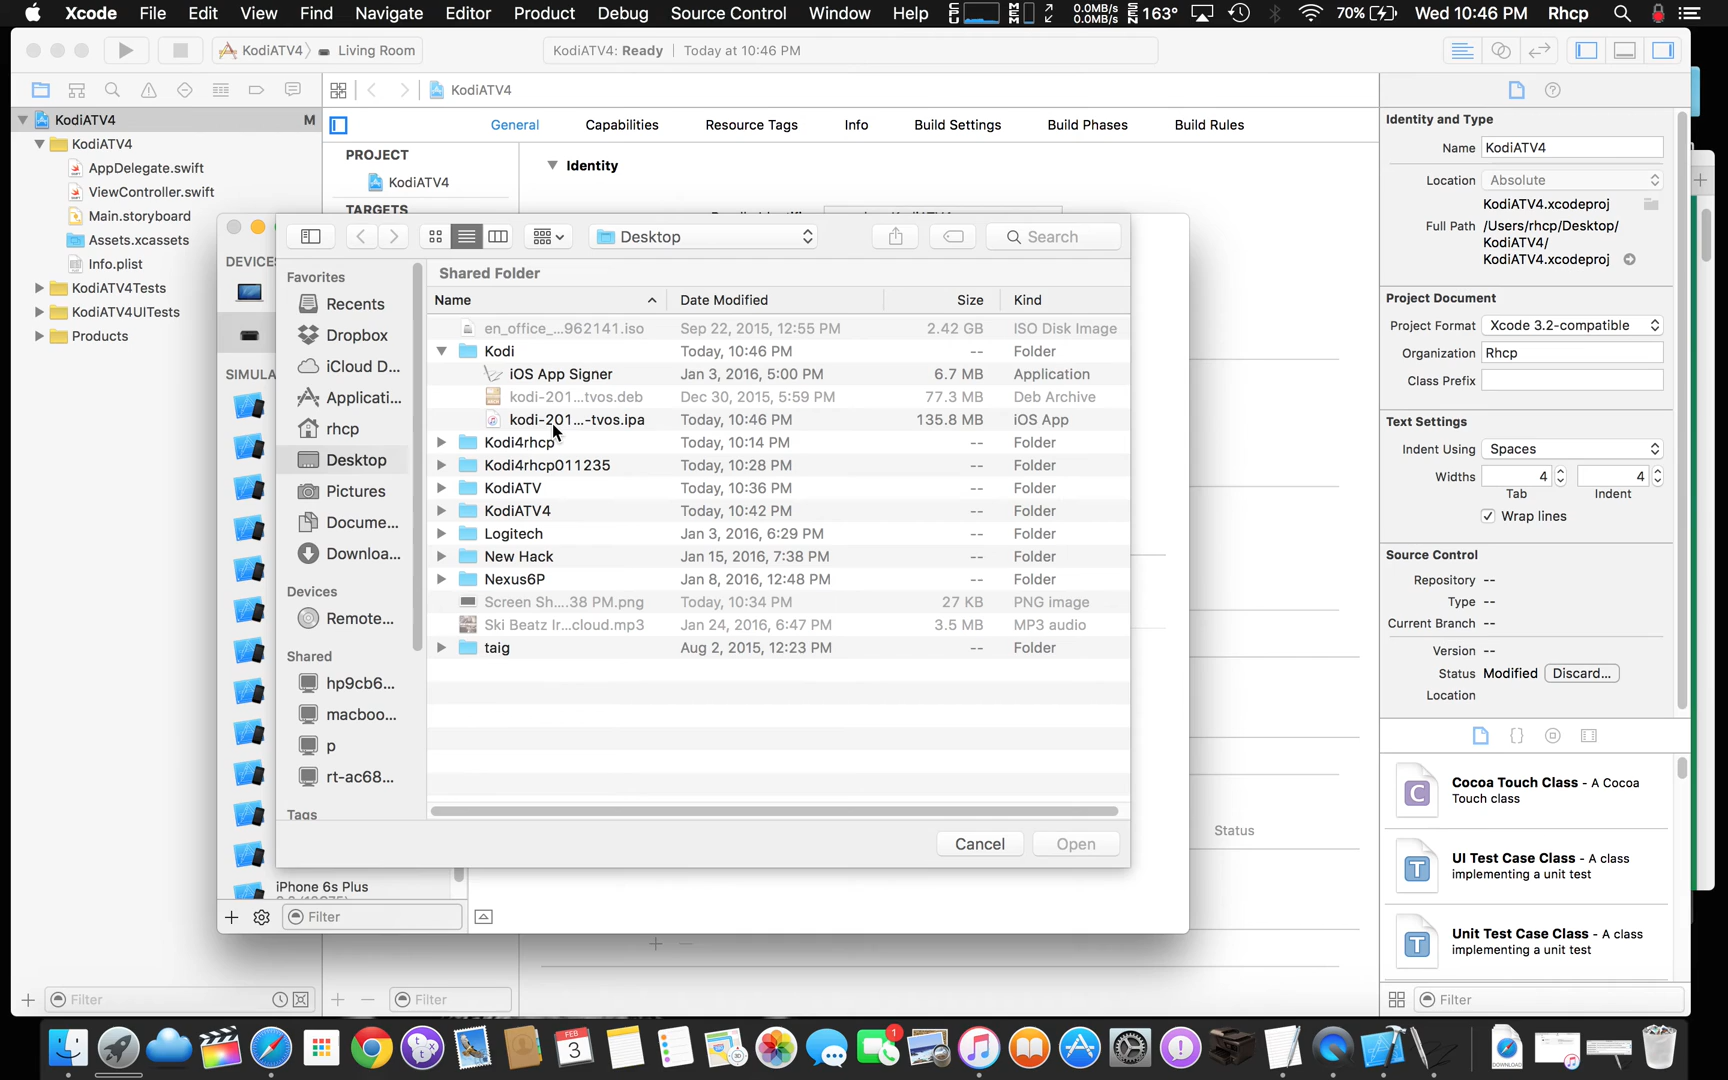 Xcode File Edit View Find Navigate Editor Product Debug Source Control Window Help 0.0MB/s 0.0MB/s 163° 70% Wed 10:46 PM Rhcp
KodiATV4 Living Room KodiATV4: Ready Today at 10:46 PM
KodiATV4
KodiATV4 M
General Capabilities Resource Tags Info Build Settings Build Phases Build Rules
KodiATV4
AppDelegate.swift
ViewController.swift
Main.storyboard
Assets.xcassets
Info.plist
KodiATV4Tests
KodiATV4UITests
Products
PROJECT
KodiATV4
TARGETS
Identity
DEVICES
SIMULA
iPhone 6s Plus
Filter
Desktop
Search
Favorites
Recents
Dropbox
iCloud D...
Applicati...
rhcp
Desktop
Pictures
Docume...
Downloa...
Devices
Remote...
Shared
hp9cb6...
macboo...
p
rt-ac68...
Tags
Shared Folder
Name Date Modified Size Kind
en_office_...962141.iso Sep 22, 2015, 12:55 PM 2.42 GB ISO Disk Image
Kodi Today, 10:46 PM -- Folder
iOS App Signer Jan 3, 2016, 5:00 PM 6.7 MB Application
kodi-201...tvos.deb Dec 30, 2015, 5:59 PM 77.3 MB Deb Archive
kodi-201...-tvos.ipa Today, 10:46 PM 135.8 MB iOS App
Kodi4rhcp Today, 10:14 PM -- Folder
Kodi4rhcp011235 Today, 10:28 PM -- Folder
KodiATV Today, 10:36 PM -- Folder
KodiATV4 Today, 10:42 PM -- Folder
Logitech Jan 3, 2016, 6:29 PM -- Folder
New Hack Jan 15, 2016, 7:38 PM -- Folder
Nexus6P Jan 8, 2016, 12:48 PM -- Folder
Screen Sh....38 PM.png Today, 10:34 PM 27 KB PNG image
Ski Beatz Ir...cloud.mp3 Jan 24, 2016, 6:47 PM 3.5 MB MP3 audio
taig Aug 2, 2015, 12:23 PM -- Folder
Cancel Open
Status
Identity and Type
Name KodiATV4
Location Absolute
KodiATV4.xcodeproj
Full Path /Users/rhcp/Desktop/
KodiATV4/
KodiATV4.xcodeproj
Project Document
Project Format Xcode 3.2-compatible
Organization Rhcp
Class Prefix
Text Settings
Indent Using Spaces
Widths 4 4
Tab Indent
Wrap lines
Source Control
Repository --
Type --
Current Branch --
Version --
Status Modified Discard...
Location
C Cocoa Touch Class - A Cocoa
Touch class
T UI Test Case Class - A class
implementing a unit test
T Unit Test Case Class - A class
implementing a unit test
Filter
Filter
Filter
FEB
3
1
3D
DOWNLOAD